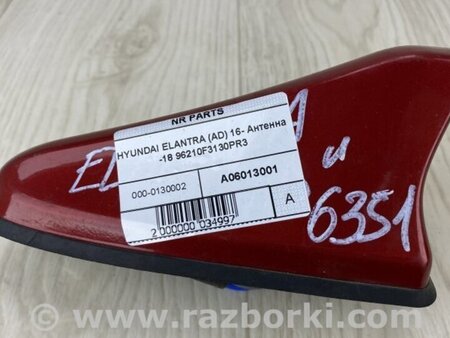 NR PARTS
HYUNDAI ELANTRA (AD) 16- Антенна
-18 96210F3130PR3
000-0130002
A06013001
A
2 000000 034997
и
6351
www.razborki.com